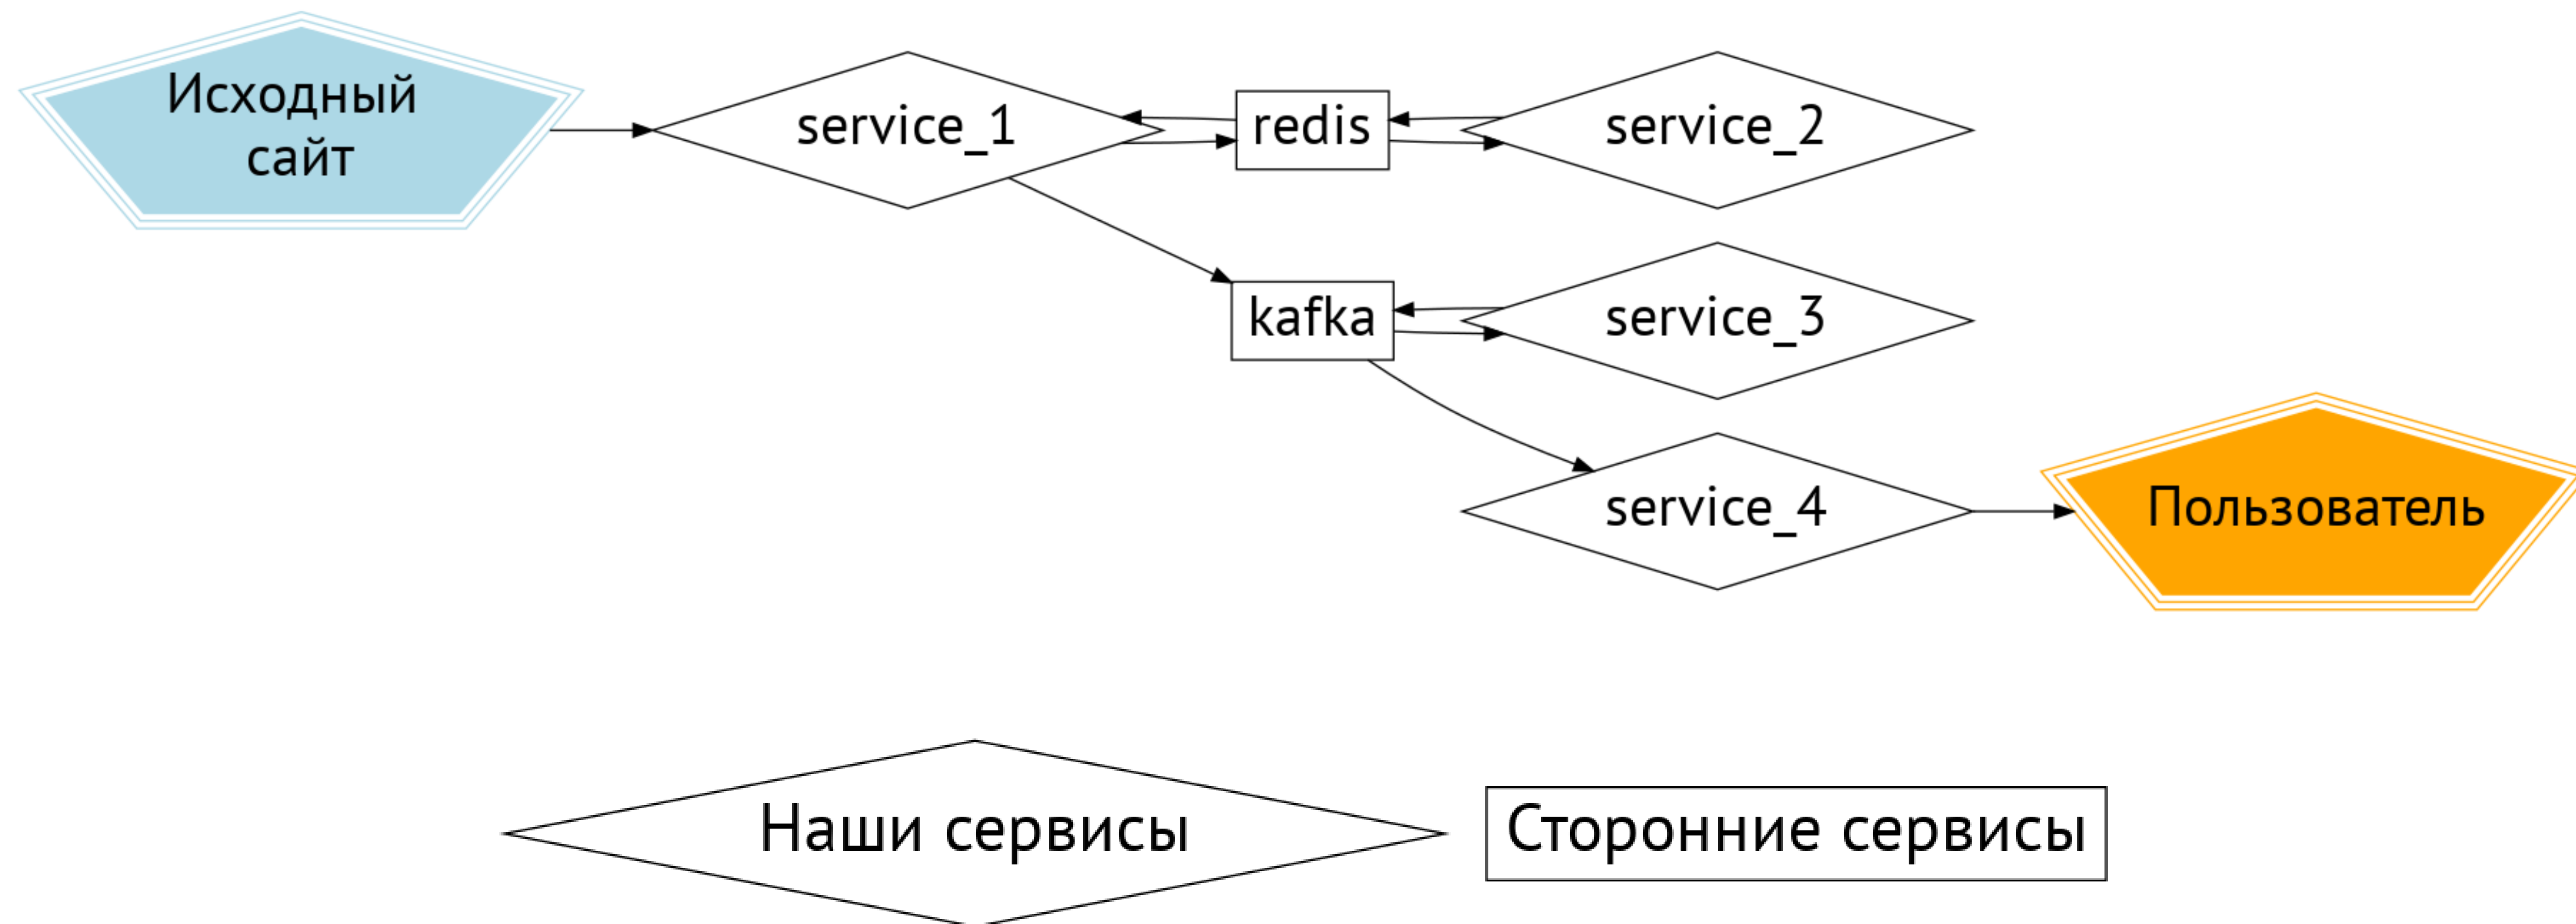 Исходный
сайт
service_1
redis
service_2
kafka
service_3
service_4
Пользователь
Наши сервисы
Сторонние сервисы